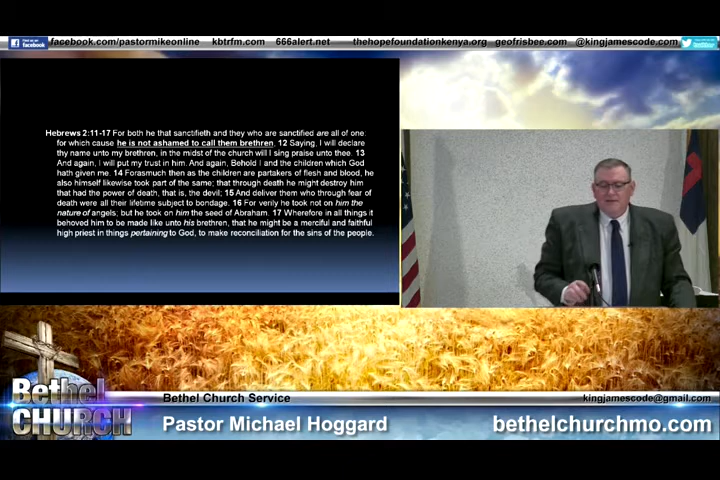 Find us on facebook facebook.com/pastormikeonline kbtrfm.com 666alert.net thehopefoundationkenya.org geofrisbee.com @kingjamescode.com twitter
Hebrews 2:11-17 For both he that sanctifieth and they who are sanctified are all of one:
for which cause he is not ashamed to call them brethren, 12 Saying, I will declare
thy name unto my brethren, in the midst of the church will I sing praise unto thee. 13
And again, I will put my trust in him. And again, Behold I and the children which God
hath given me. 14 Forasmuch then as the children are partakers of flesh and blood, he
also himself likewise took part of the same; that through death he might destroy him
that had the power of death, that is, the devil; 15 And deliver them who through fear of
death were all their lifetime subject to bondage. 16 For verily he took not on him the
nature of angels; but he took on him the seed of Abraham. 17 Wherefore in all things it
behoved him to be made like unto his brethren, that he might be a merciful and faithful
high priest in things pertaining to God, to make reconciliation for the sins of the people.
Bethel
CHURCH
Bethel Church Service kingjamescode@gmail.com
Pastor Michael Hoggard bethelchurchmo.com